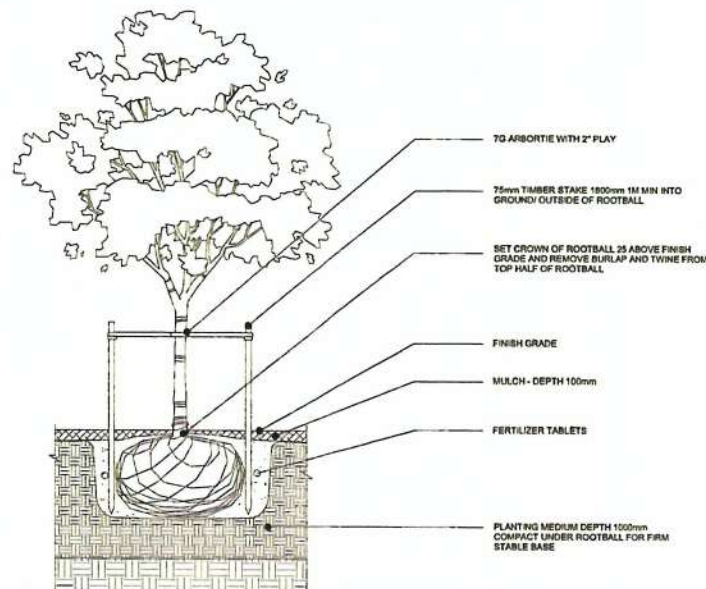 7G ARBORTIE WITH 2" PLAY
75mm TIMBER STAKE 1800mm 1M MIN INTO
GROUND/ OUTSIDE OF ROOTBALL
SET CROWN OF ROOTBALL 25 ABOVE FINISH
GRADE AND REMOVE BURLAP AND TWINE FROM
TOP HALF OF ROOTBALL
FINISH GRADE
MULCH - DEPTH 100mm
FERTILIZER TABLETS
PLANTING MEDIUM DEPTH 1000mm
COMPACT UNDER ROOTBALL FOR FIRM
STABLE BASE